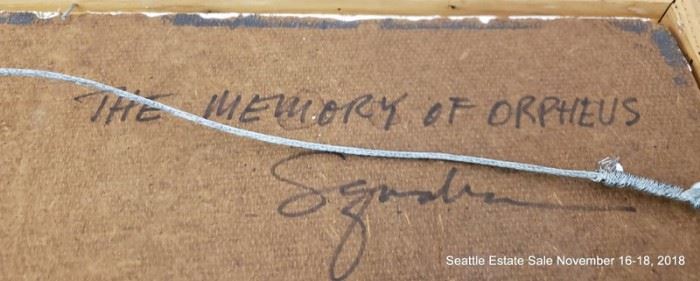 THE MEMORY OF ORPHEUS
Seattle Estate Sale November 16-18, 2018